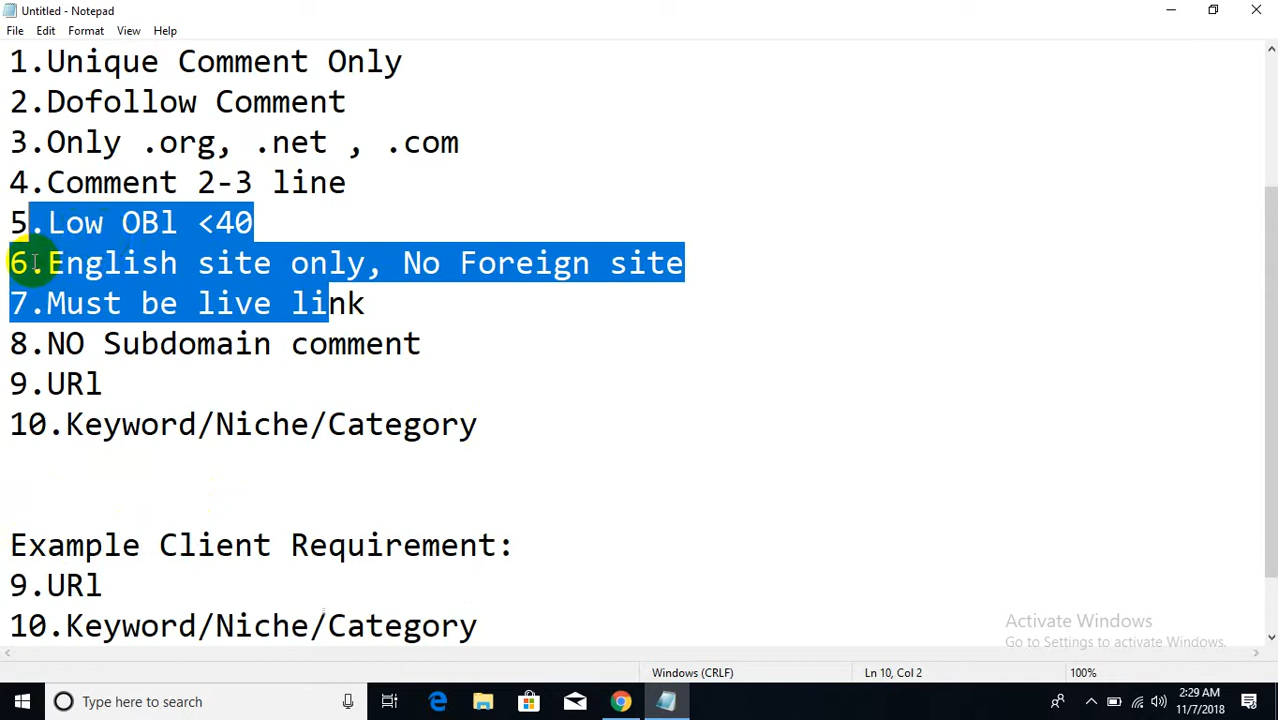 Untitled - Notepad
File Edit Format View Help
1.Unique Comment Only
2.Dofollow Comment
3.Only .org, .net , .com
4.Comment 2-3 line
5.Low OBl <40
6.English site only, No Foreign site
7.Must be live link
8.NO Subdomain comment
9.URl
10.Keyword/Niche/Category
Example Client Requirement:
9.URl
10.Keyword/Niche/Category
Activate Windows
Go to Settings to activate Windows.
Windows (CRLF) Ln 10, Col 2 100%
Type here to search
2:29 AM
11/7/2018